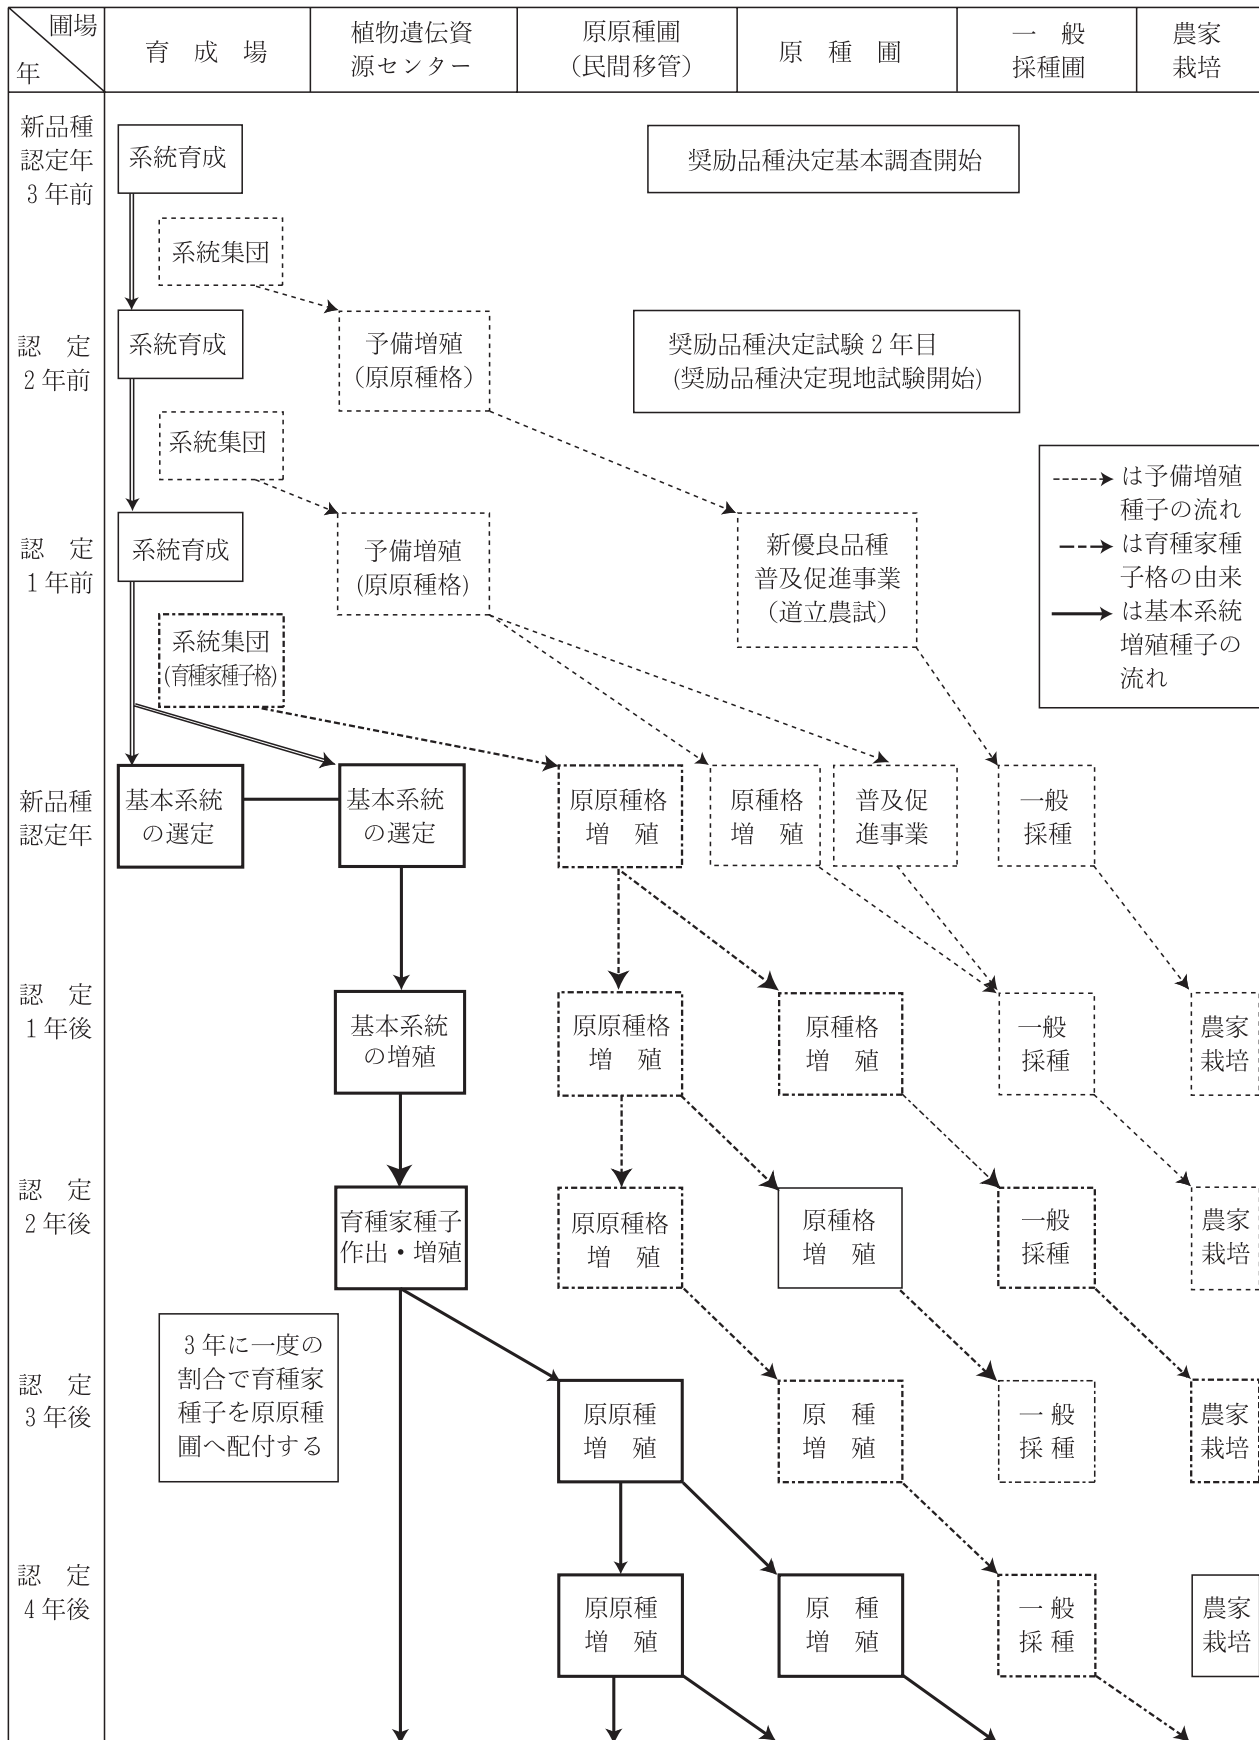 圃場
年
育 成 場
植物遺伝資
源センター
原原種圃
(民間移管)
原 種 圃
一 般
採種圃
農家
栽培
新品種
認定年
3年前
系統育成
奨励品種決定基本調査開始
系統集団
認 定
2年前
系統育成
予備増殖
(原原種格)
奨励品種決定試験2年目
(奨励品種決定現地試験開始)
系統集団
は予備増殖
種子の流れ
は育種家種
子格の由来
は基本系統
増殖種子の
流れ
認 定
1年前
系統育成
予備増殖
(原原種格)
新優良品種
普及促進事業
(道立農試)
系統集団
(育種家種子格)
新品種
認定年
基本系統
の選定
基本系統
の選定
原原種格
増 殖
原種格
増 殖
普及促
進事業
一般
採種
認 定
1年後
基本系統
の増殖
原原種格
増 殖
原種格
増 殖
一般
採種
農家
栽培
認 定
2年後
育種家種子
作出・増殖
原原種格
増 殖
原種格
増 殖
一般
採種
農家
栽培
3年に一度の
割合で育種家
種子を原原種
圃へ配付する
認 定
3年後
原原種
増 殖
原 種
増 殖
一 般
採 種
農家
栽培
認 定
4年後
原原種
増 殖
原 種
増 殖
一 般
採 種
農家
栽培